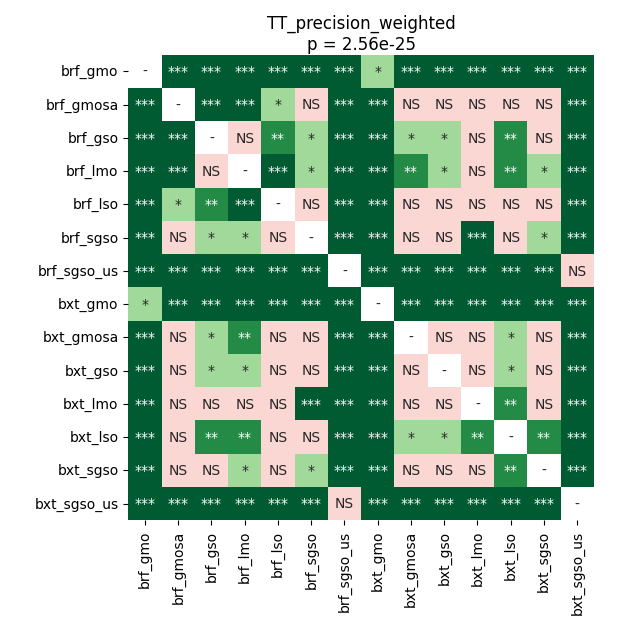 TT_precision_weighted
p = 2.56e-25
brf_gmo - *** *** *** *** *** *** * *** *** *** *** *** ***
brf_gmosa *** - *** *** * NS *** *** NS NS NS NS NS ***
brf_gso *** *** - NS ** * *** *** * * NS ** NS ***
brf_lmo *** *** NS - *** * *** *** ** * NS ** * ***
brf_lso *** * ** *** - NS *** *** NS NS NS NS NS ***
brf_sgso *** NS * * NS - *** *** NS NS *** NS * ***
brf_sgso_us *** *** *** *** *** *** - *** *** *** *** *** *** NS
bxt_gmo * *** *** *** *** *** *** - *** *** *** *** *** ***
bxt_gmosa *** NS * ** NS NS *** *** - NS NS * NS ***
bxt_gso *** NS * * NS NS *** *** NS - NS * NS ***
bxt_lmo *** NS NS NS NS *** *** *** NS NS - ** NS ***
bxt_lso *** NS ** ** NS NS *** *** * * ** - ** ***
bxt_sgso *** NS NS * NS * *** *** NS NS NS ** - ***
bxt_sgso_us *** *** *** *** *** *** NS *** *** *** *** *** *** -
brf_gmo brf_gmosa brf_gso brf_lmo brf_lso brf_sgso brf_sgso_us bxt_gmo bxt_gmosa bxt_gso bxt_lmo bxt_lso bxt_sgso bxt_sgso_us